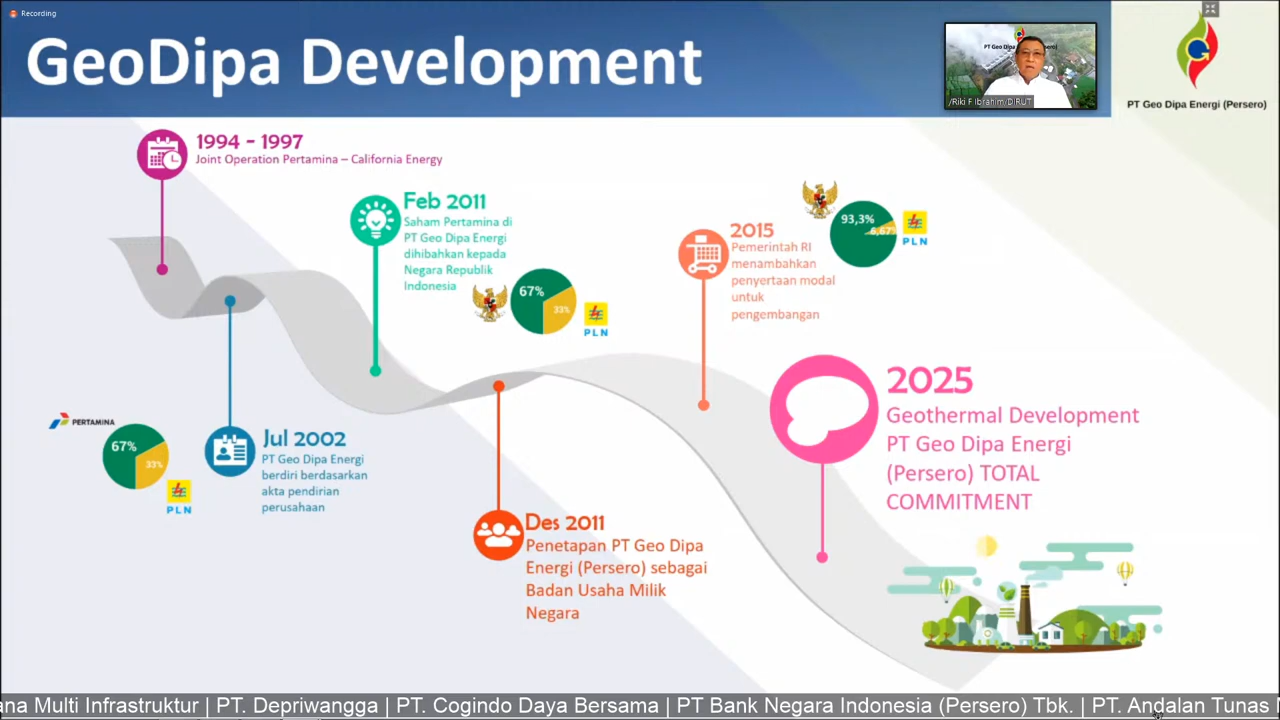 Recording
GeoDipa Development
PT Geo Dipa
/Riki F Ibrahim/DIRUT
PT Geo Dipa Energi (Persero)
1994 - 1997
Joint Operation Pertamina – California Energy
Feb 2011
Saham Pertamina di
PT Geo Dipa Energi
dihibahkan kepada
Negara Republik
Indonesia
67%
33%
PLN
2015
Pemerintah RI
menambahkan
penyertaan modal
untuk
pengembangan
93,3%
6,67%
PLN
2025
Geothermal Development
PT Geo Dipa Energi
(Persero) TOTAL
COMMITMENT
PERTAMINA
67%
33%
PLN
Jul 2002
PT Geo Dipa Energi
berdiri berdasarkan
akta pendirian
perusahaan
Des 2011
Penetapan PT Geo Dipa
Energi (Persero) sebagai
Badan Usaha Milik
Negara
ana Multi Infrastruktur | PT. Depriwangga | PT. Cogindo Daya Bersama | PT Bank Negara Indonesia (Persero) Tbk. | PT. Andalan Tunas